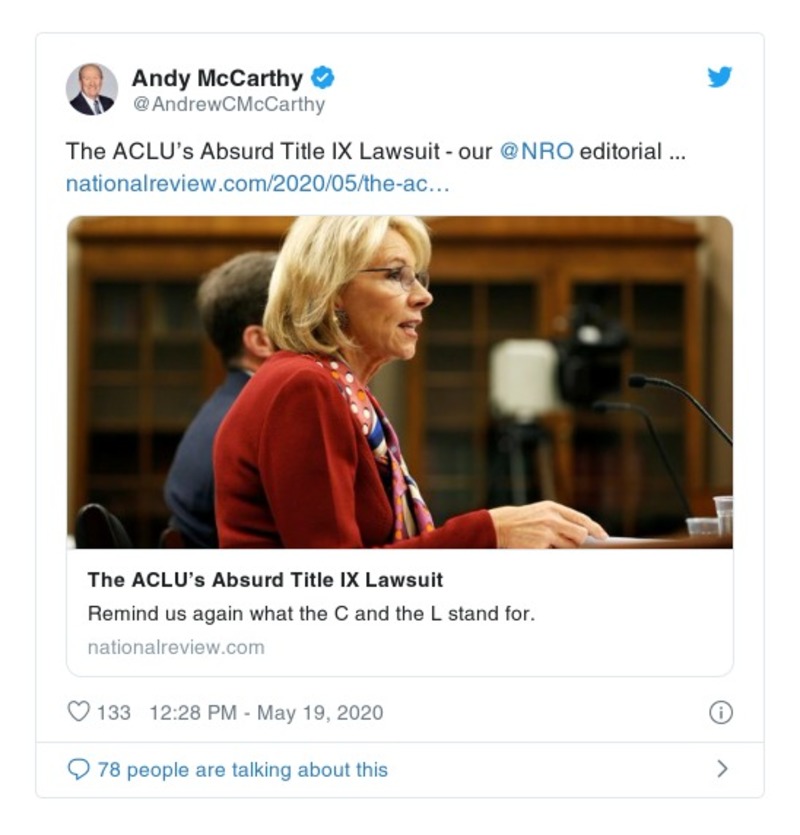 Andy McCarthy
@AndrewCMcCarthy
The ACLU’s Absurd Title IX Lawsuit - our @NRO editorial ...
nationalreview.com/2020/05/the-ac…
The ACLU’s Absurd Title IX Lawsuit
Remind us again what the C and the L stand for.
nationalreview.com
133 12:28 PM - May 19, 2020
78 people are talking about this